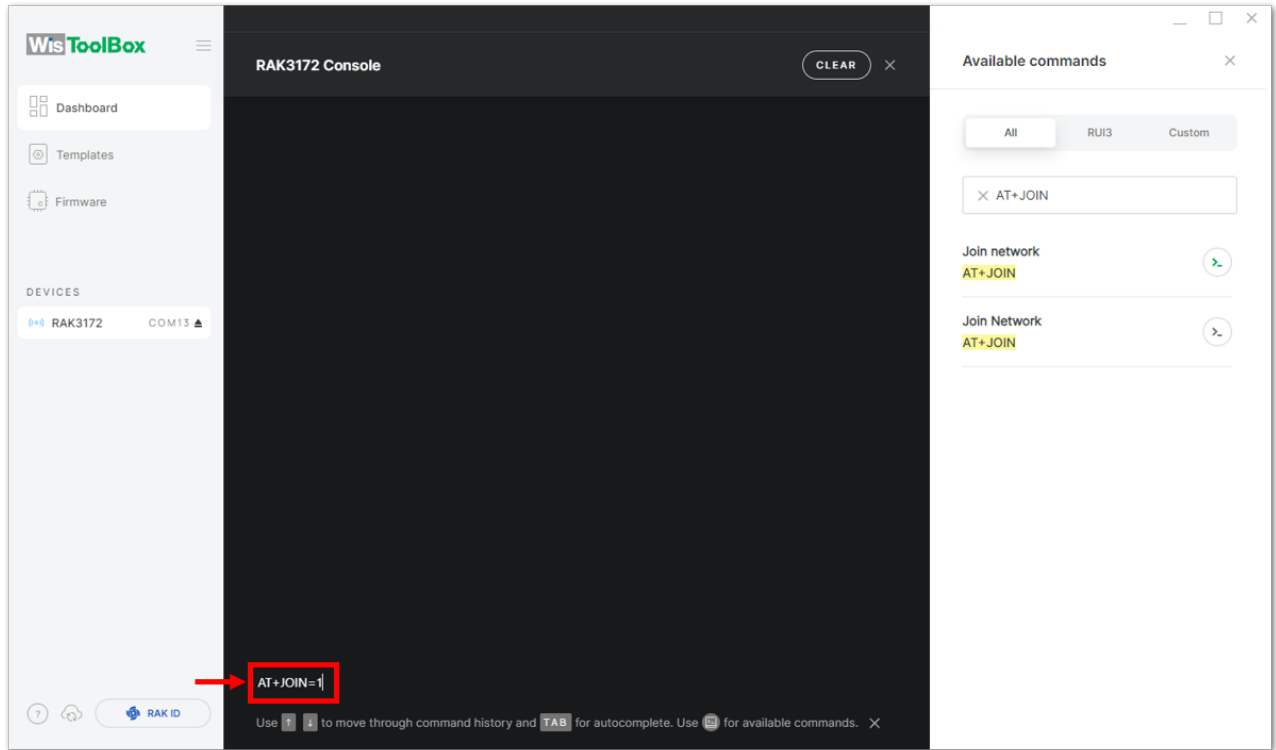 WisToolBox
Dashboard
Templates
Firmware
DEVICES
RAK3172 COM13
? RAK ID
RAK3172 Console CLEAR
AT+JOIN=1
Use ↑ ↓ to move through command history and TAB for autocomplete. Use for available commands.
Available commands
All RUI3 Custom
AT+JOIN
Join network
AT+JOIN
Join Network
AT+JOIN